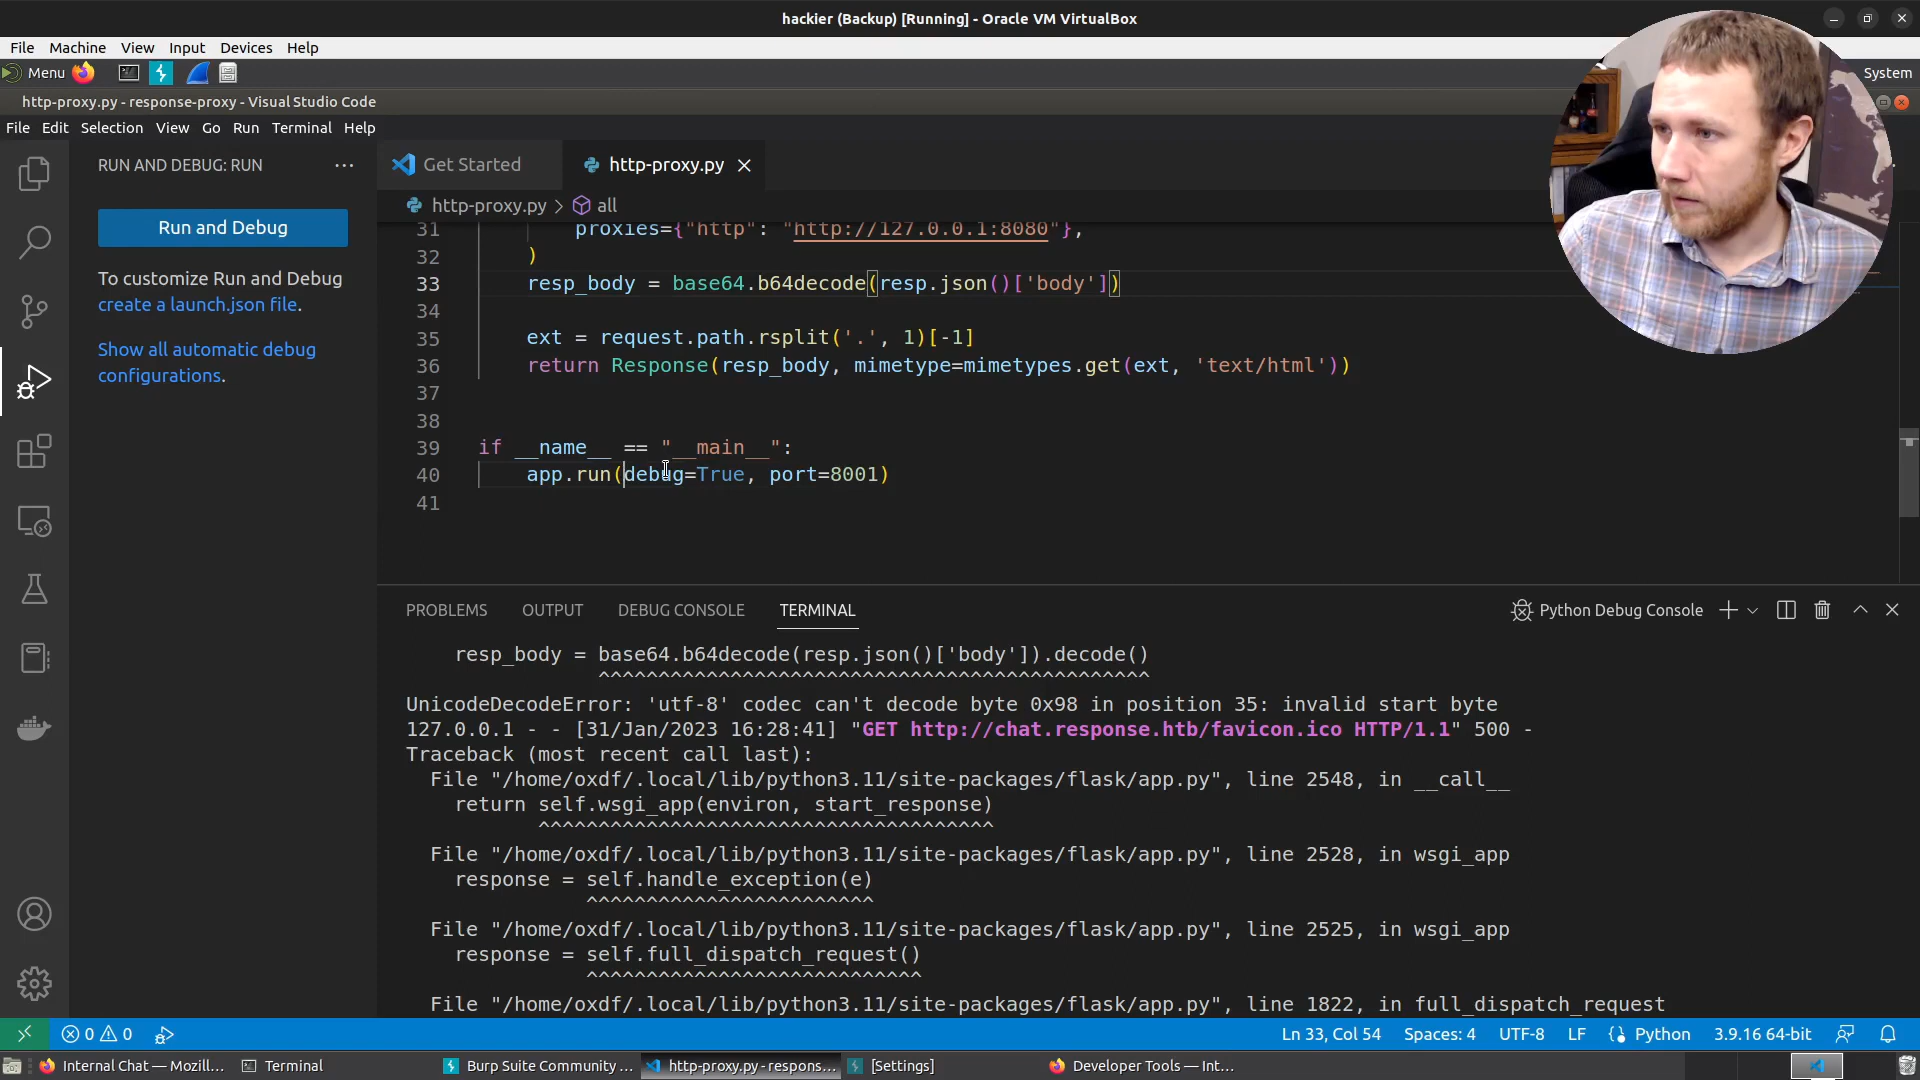 hackier (Backup) [Running] - Oracle VM VirtualBox
File Machine View Input Devices Help
Menu
System
http-proxy.py - response-proxy - Visual Studio Code
File Edit Selection View Go Run Terminal Help
RUN AND DEBUG: RUN
Get Started
http-proxy.py
http-proxy.py > all
Run and Debug
To customize Run and Debug
create a launch.json file.
Show all automatic debug
configurations.
31 proxies={"http": "http://127.0.0.1:8080"},
32 )
33 resp_body = base64.b64decode(resp.json()['body'])
34
35 ext = request.path.rsplit('.', 1)[-1]
36 return Response(resp_body, mimetype=mimetypes.get(ext, 'text/html'))
37
38
39 if __name__ == "__main__":
40 app.run(debug=True, port=8001)
41
PROBLEMS OUTPUT DEBUG CONSOLE TERMINAL
Python Debug Console
resp_body = base64.b64decode(resp.json()['body']).decode()
^^^^^^^^^^^^^^^^^^^^^^^^^^^^^^^^^^^^^^^^^^^^^^
UnicodeDecodeError: 'utf-8' codec can't decode byte 0x98 in position 35: invalid start byte
127.0.0.1 - - [31/Jan/2023 16:28:41] "GET http://chat.response.htb/favicon.ico HTTP/1.1" 500 -
Traceback (most recent call last):
File "/home/oxdf/.local/lib/python3.11/site-packages/flask/app.py", line 2548, in __call__
return self.wsgi_app(environ, start_response)
^^^^^^^^^^^^^^^^^^^^^^^^^^^^^^^^^^^^^^
File "/home/oxdf/.local/lib/python3.11/site-packages/flask/app.py", line 2528, in wsgi_app
response = self.handle_exception(e)
^^^^^^^^^^^^^^^^^^^^^^^^
File "/home/oxdf/.local/lib/python3.11/site-packages/flask/app.py", line 2525, in wsgi_app
response = self.full_dispatch_request()
^^^^^^^^^^^^^^^^^^^^^^^^^^^^
File "/home/oxdf/.local/lib/python3.11/site-packages/flask/app.py", line 1822, in full_dispatch_request
0 0
Ln 33, Col 54 Spaces: 4 UTF-8 LF Python 3.9.16 64-bit
Internal Chat — Mozill... Terminal Burp Suite Community ... http-proxy.py - respons... [Settings] Developer Tools — Int...